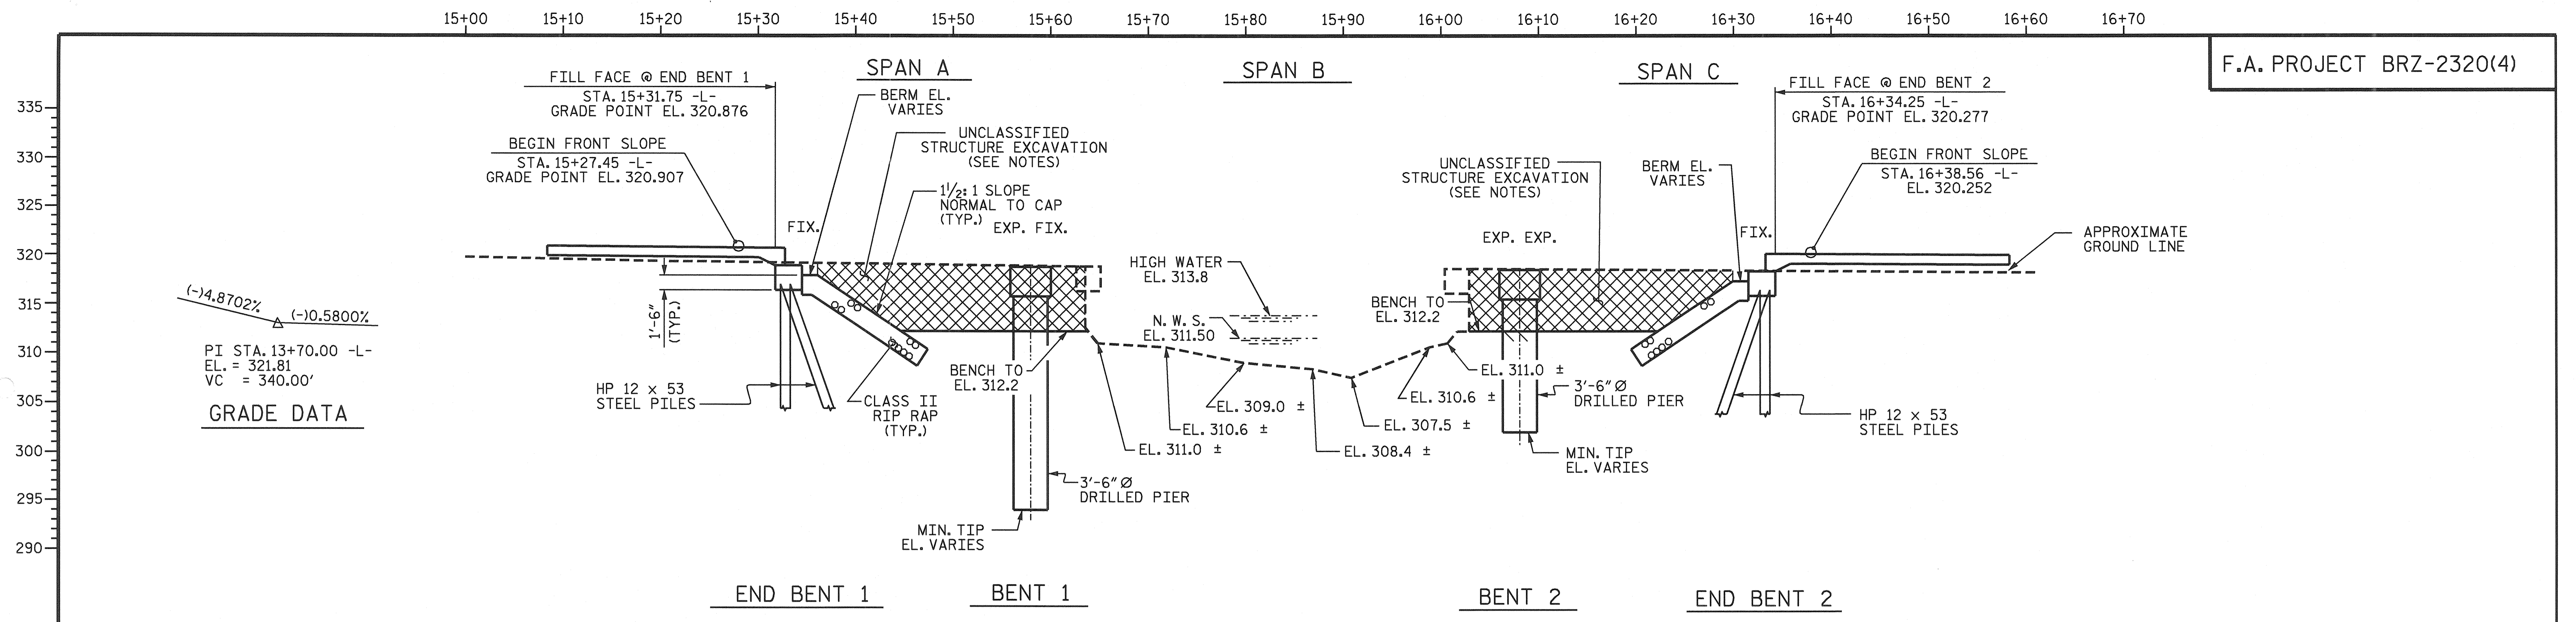 15+00 15+10 15+20 15+30 15+40 15+50 15+60 15+70 15+80 15+90 16+00 16+10 16+20 16+30 16+40 16+50 16+60 16+70
F.A. PROJECT BRZ-2320(4)
SPAN A
SPAN B
SPAN C
335
330
325
320
315
310
305
300
295
290
FILL FACE @ END BENT 1
STA. 15+31.75 -L-
GRADE POINT EL. 320.876
BEGIN FRONT SLOPE
STA. 15+27.45 -L-
GRADE POINT EL. 320.907
BERM EL.
VARIES
UNCLASSIFIED
STRUCTURE EXCAVATION
(SEE NOTES)
1 1/2:1 SLOPE
NORMAL TO CAP
(TYP.)
FIX.
EXP. FIX.
(-)4.8702%
(-)0.5800%
PI STA. 13+70.00 -L-
EL. = 321.81
VC = 340.00'
GRADE DATA
1'-6"
(TYP.)
HP 12 x 53
STEEL PILES
CLASS II
RIP RAP
(TYP.)
BENCH TO
EL. 312.2
3'-6" Ø
DRILLED PIER
MIN. TIP
EL. VARIES
HIGH WATER
EL. 313.8
N. W. S.
EL. 311.50
EL. 311.0 ±
EL. 310.6 ±
EL. 309.0 ±
EL. 308.4 ±
EL. 307.5 ±
EL. 310.6 ±
EL. 311.0 ±
BENCH TO
EL. 312.2
EXP. EXP.
UNCLASSIFIED
STRUCTURE EXCAVATION
(SEE NOTES)
BERM EL.
VARIES
FIX.
FILL FACE @ END BENT 2
STA. 16+34.25 -L-
GRADE POINT EL. 320.277
BEGIN FRONT SLOPE
STA. 16+38.56 -L-
EL. 320.252
APPROXIMATE
GROUND LINE
3'-6" Ø
DRILLED PIER
MIN. TIP
EL. VARIES
HP 12 x 53
STEEL PILES
END BENT 1
BENT 1
BENT 2
END BENT 2